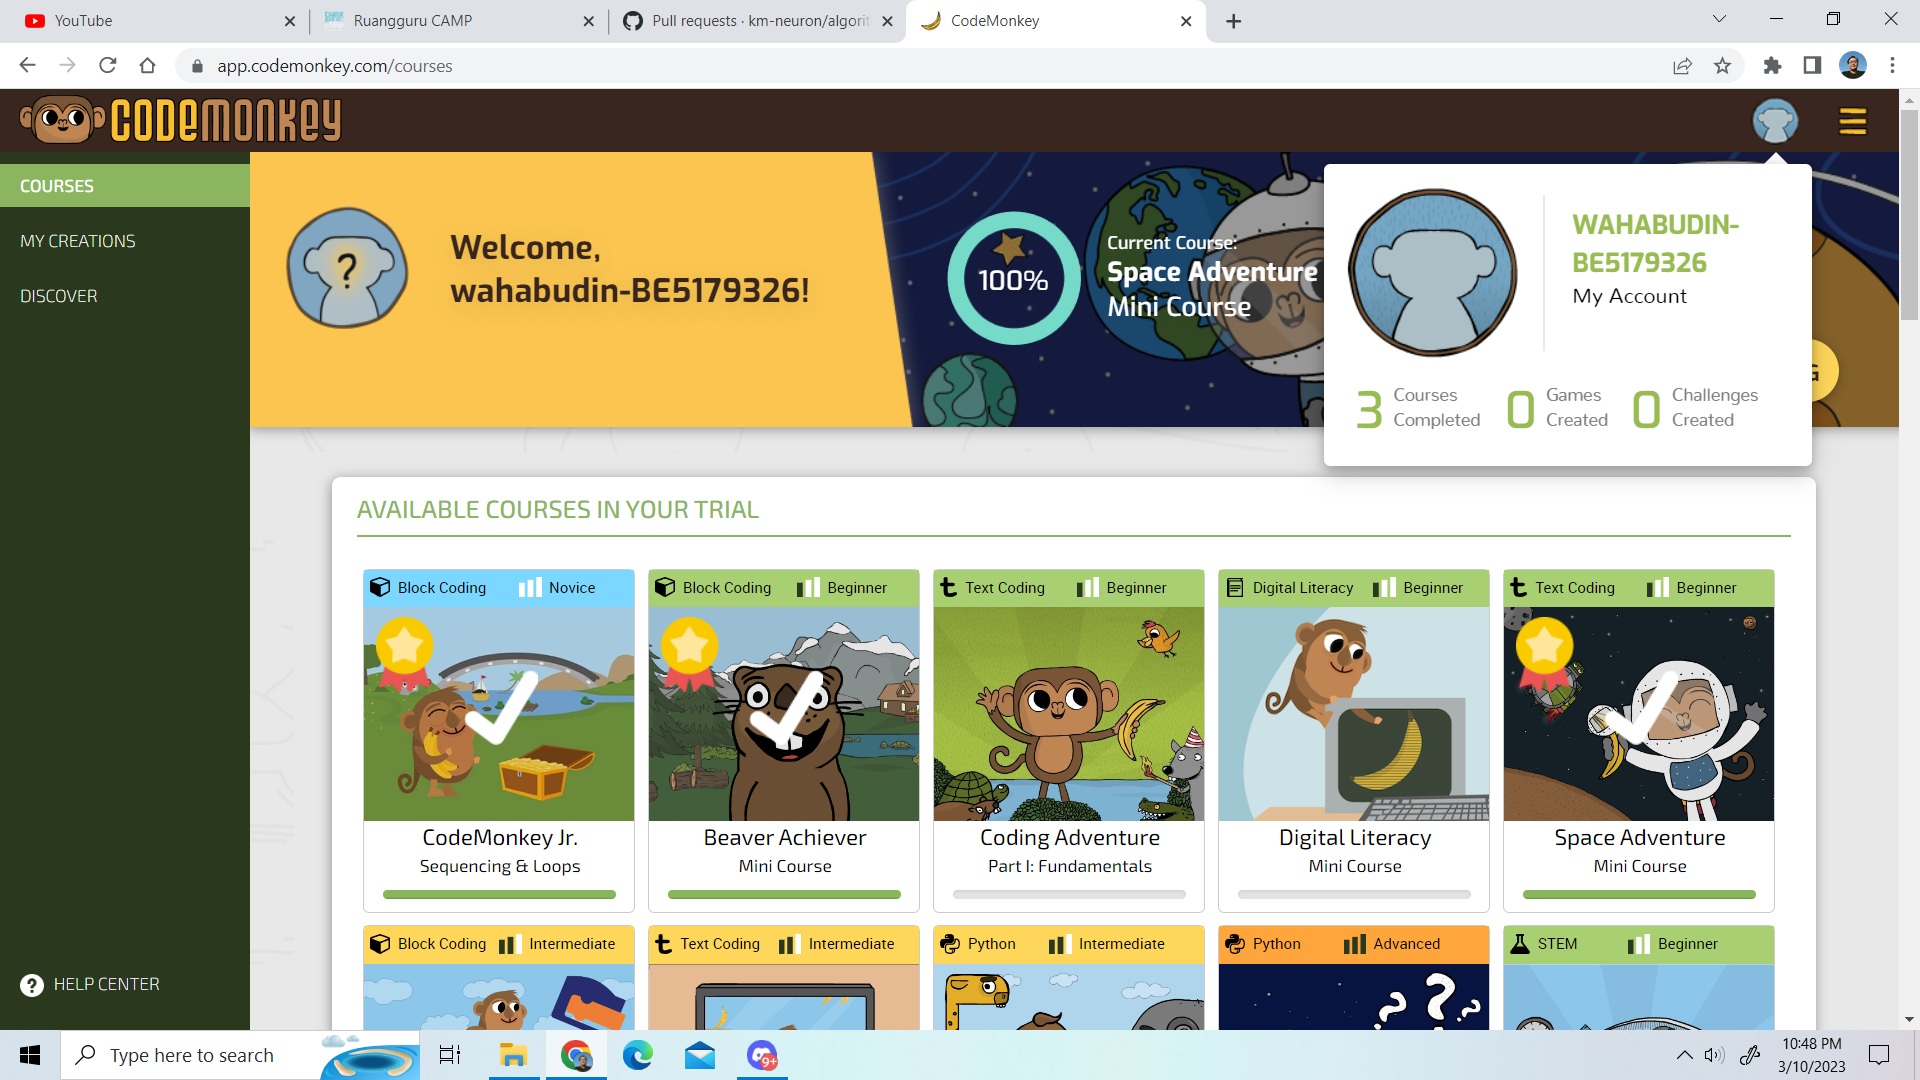 YouTube
Ruangguru CAMP
Pull requests · km-neuron/algorit
CodeMonkey
app.codemonkey.com/courses
CODEMONKEY
COURSES
MY CREATIONS
DISCOVER
HELP CENTER
?
Welcome,
wahabudin-BE5179326!
100%
Current Course:
Space Adventure
Mini Course
WAHABUDIN-
BE5179326
My Account
3 Courses Completed
0 Games Created
0 Challenges Created
AVAILABLE COURSES IN YOUR TRIAL
Block Coding Novice
CodeMonkey Jr.
Sequencing & Loops
Block Coding Beginner
Beaver Achiever
Mini Course
Text Coding Beginner
Coding Adventure
Part I: Fundamentals
Digital Literacy Beginner
Digital Literacy
Mini Course
Text Coding Beginner
Space Adventure
Mini Course
Block Coding Intermediate
Text Coding Intermediate
Python Intermediate
Python Advanced
? ? ?
STEM Beginner
Type here to search
9+
10:48 PM
3/10/2023